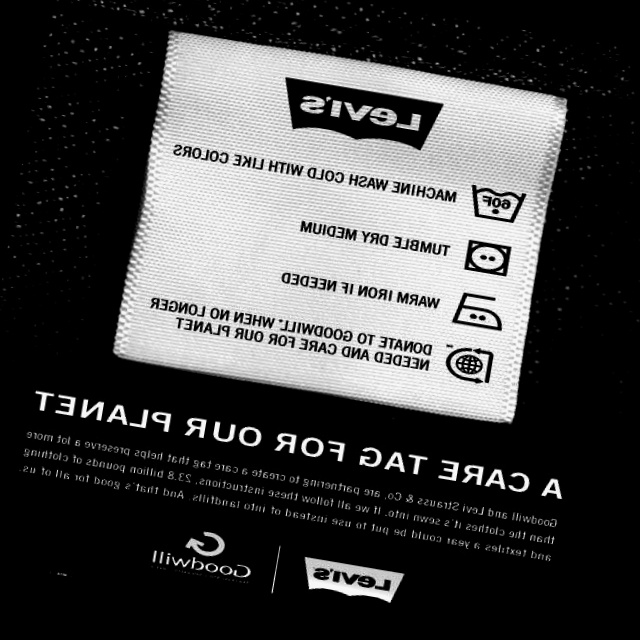 LEVI'S
MACHINE WASH COLD WITH LIKE COLORS
60F
TUMBLE DRY MEDIUM
WARM IRON IF NEEDED
DONATE TO GOODWILL® WHEN NO LONGER
NEEDED AND CARE FOR OUR PLANET
A CARE TAG FOR OUR PLANET
Goodwill and Levi Strauss & Co. are partnering to create a care tag that helps preserve a lot more
than the clothes it's sewn into. If we all follow these instructions, 23.8 billion pounds of clothing
and textiles a year could be put to use instead of into landfills. And that's good for all of us.
LEVI'S
Goodwill